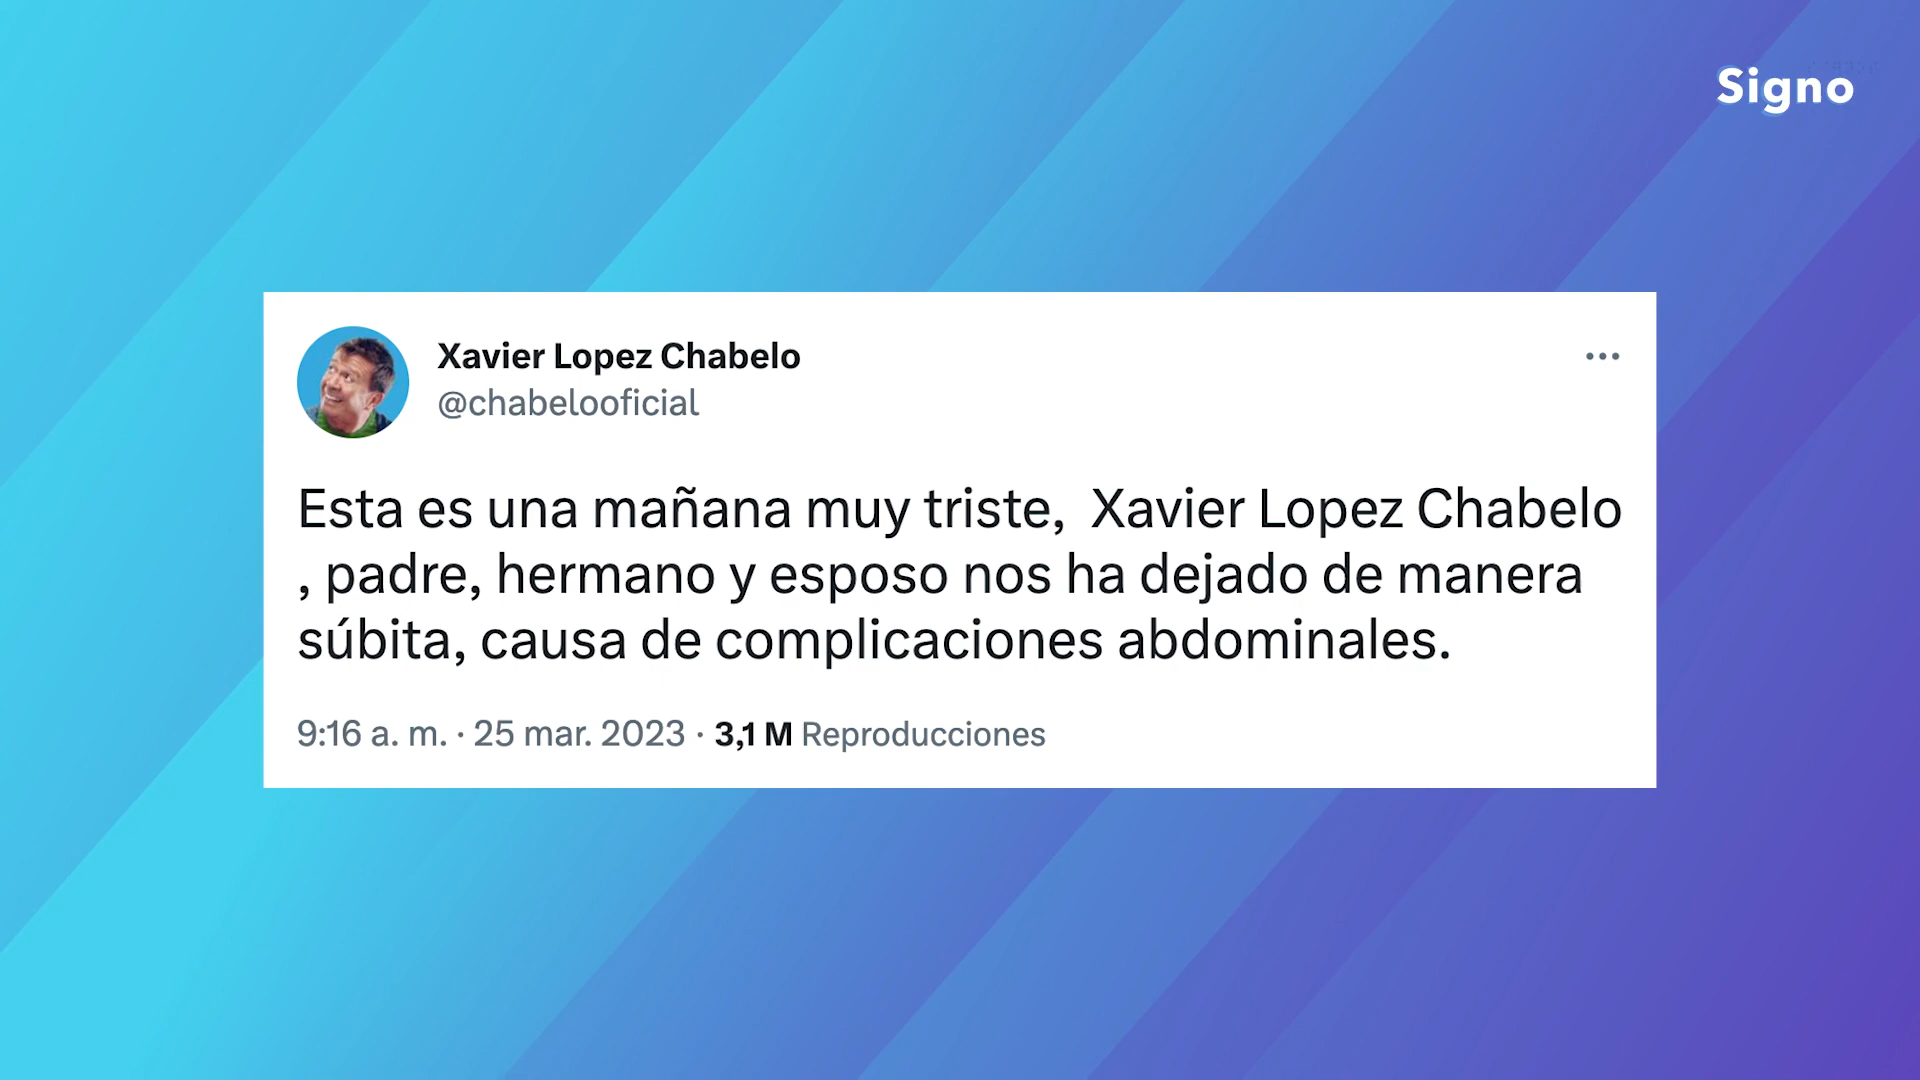 Signo
Xavier Lopez Chabelo
@chabelooficial
Esta es una mañana muy triste,  Xavier Lopez Chabelo
, padre, hermano y esposo nos ha dejado de manera
súbita, causa de complicaciones abdominales.
9:16 a. m. · 25 mar. 2023 · 3,1 M Reproducciones